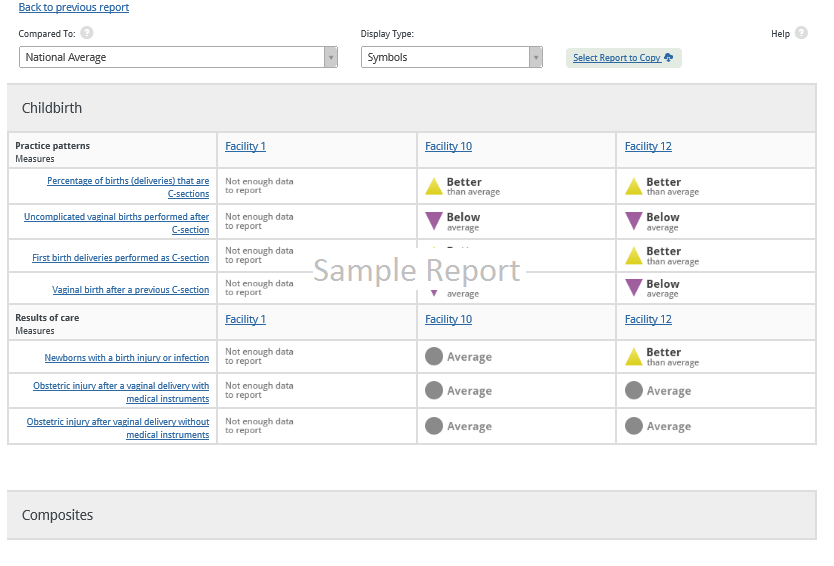 Back to previous report
Compared To: ?
Display Type:
Help ?
National Average
Symbols
Select Report to Copy
Childbirth
Practice patterns
Measures
Facility 1
Facility 10
Facility 12
Percentage of births (deliveries) that are
C-sections
Not enough data
to report
Better
than average
Better
than average
Uncomplicated vaginal births performed after
C-section
Not enough data
to report
Below
average
Below
average
First birth deliveries performed as C-section
Not enough data
to report
Better
than average
Sample Report
Vaginal birth after a previous C-section
Not enough data
to report
average
Below
average
Results of care
Measures
Facility 1
Facility 10
Facility 12
Newborns with a birth injury or infection
Not enough data
to report
Average
Better
than average
Obstetric injury after a vaginal delivery with
medical instruments
Not enough data
to report
Average
Average
Obstetric injury after vaginal delivery without
medical instruments
Not enough data
to report
Average
Average
Composites